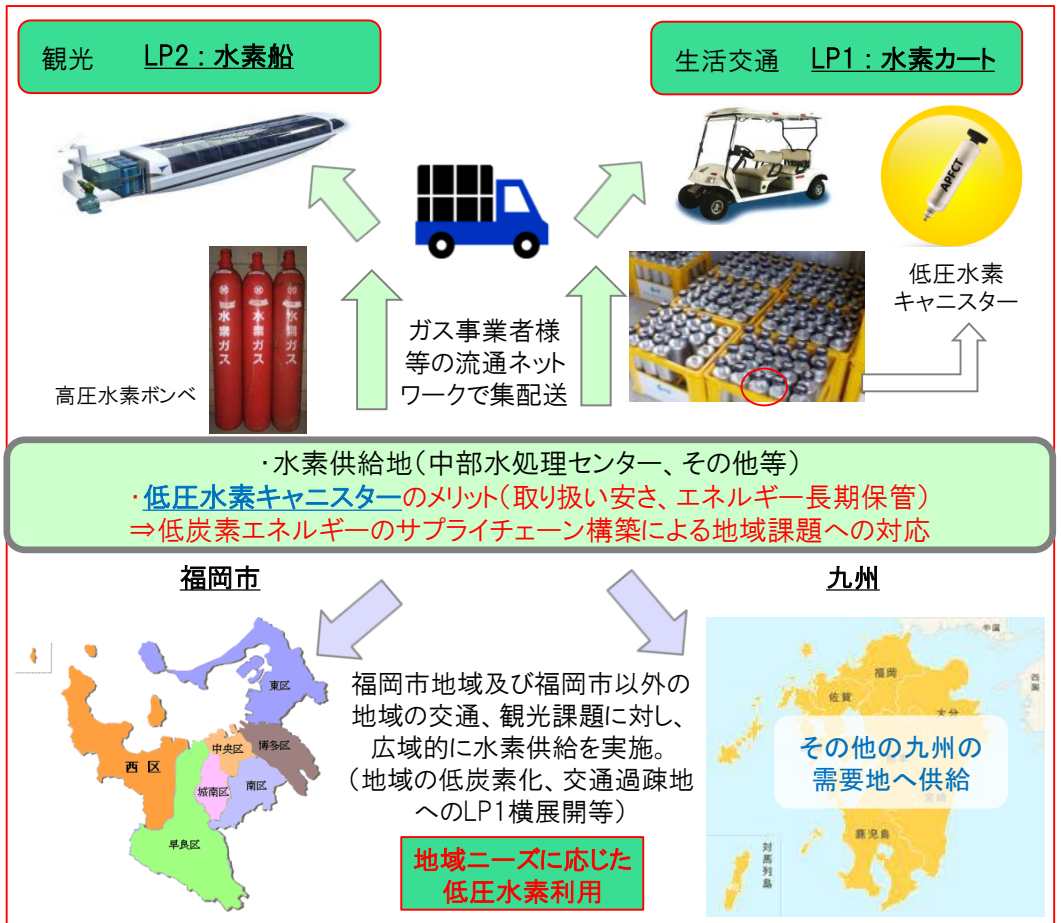 観光 LP2：水素船
生活交通 LP1：水素カート
APFCT
低圧水素
キャニスター
水素ガス
水素ガス
水素ガス
高圧水素ボンベ
ガス事業者様
等の流通ネット
ワークで集配送
・水素供給地（中部水処理センター、その他等）
・低圧水素キャニスターのメリット（取り扱い安さ、エネルギー長期保管）
⇒低炭素エネルギーのサプライチェーン構築による地域課題への対応
福岡市
九州
東区
中央区
博多区
西区
城南区
南区
早良区
福岡市地域及び福岡市以外の
地域の交通、観光課題に対し、
広域的に水素供給を実施。
（地域の低炭素化、交通過疎地
へのLP1横展開等）
地域ニーズに応じた
低圧水素利用
中国
四国
福岡
佐賀
大分
その他の九州の
需要地へ供給
宮崎
鹿児島
対馬列島